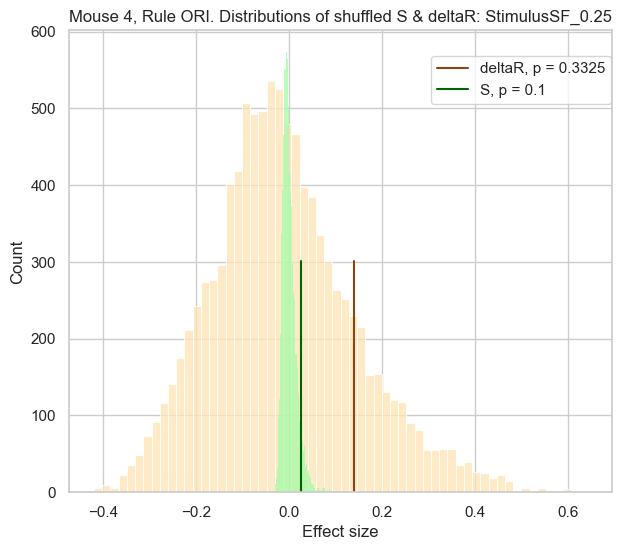 Mouse 4, Rule ORI. Distributions of shuffled S & deltaR: StimulusSF_0.25
600
500
400
300
200
100
0
Count
deltaR, p = 0.3325
S, p = 0.1
−0.4 −0.2 0.0 0.2 0.4 0.6
Effect size